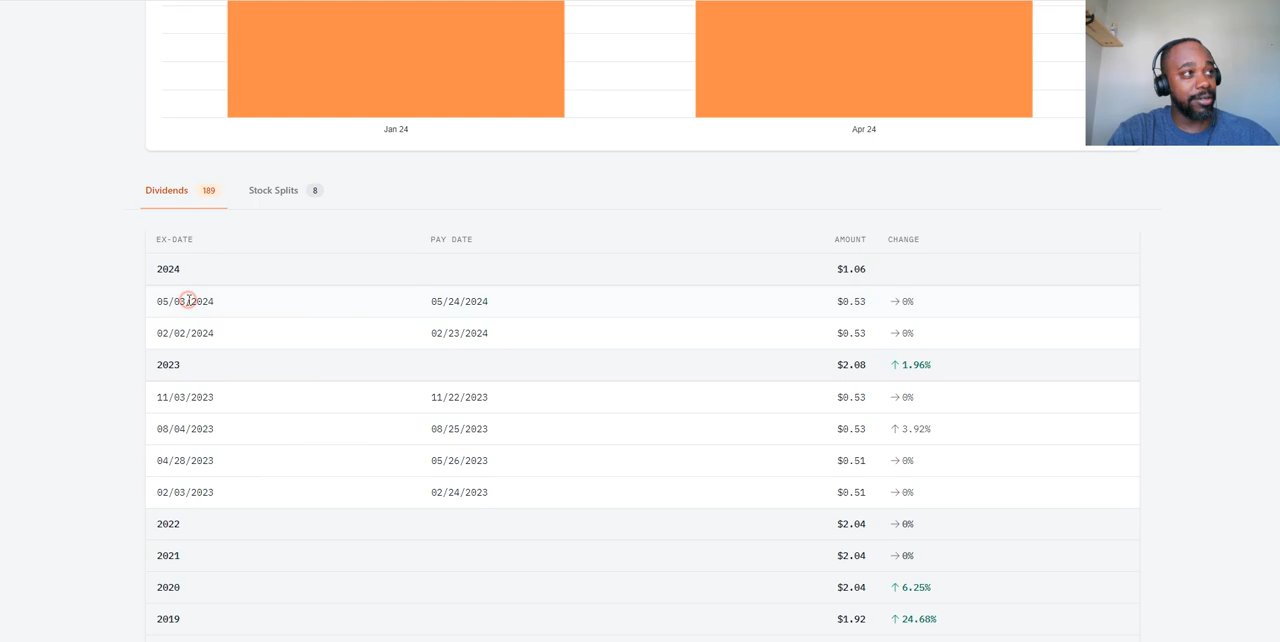 Jan 24 Apr 24
Dividends 189 Stock Splits 8
EX-DATE PAY DATE AMOUNT CHANGE
2024 $1.06
05/03/2024 05/24/2024 $0.53 → 0%
02/02/2024 02/23/2024 $0.53 → 0%
2023 $2.08 ↑ 1.96%
11/03/2023 11/22/2023 $0.53 → 0%
08/04/2023 08/25/2023 $0.53 ↑ 3.92%
04/28/2023 05/26/2023 $0.51 → 0%
02/03/2023 02/24/2023 $0.51 → 0%
2022 $2.04 → 0%
2021 $2.04 → 0%
2020 $2.04 ↑ 6.25%
2019 $1.92 ↑ 24.68%